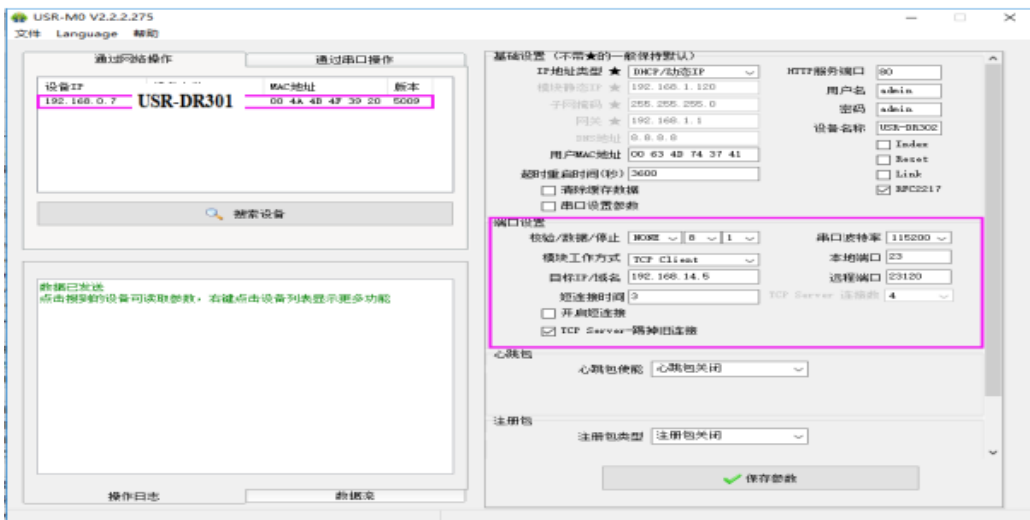 USR-M0 V2.2.2.275
文件 Language 帮助
通过网络操作 通过串口操作
设备IP MAC地址 版本
192.168.0.7 USR-DR301 00 4A 4D 4F 39 20 5009
搜索设备
数据已发送
点击搜到的设备可读取参数，右键点击设备列表显示更多功能
操作日志 数据流
基础设置 (不带★的一般保持默认)
IP地址类型 ★ DHCP/动态IP
模块静态IP ★ 192.168.1.120
子网掩码 ★ 255.255.255.0
网关 ★ 192.168.1.1
DNS地址 0.0.0.0
用户MAC地址 00 63 4D 74 37 41
超时重启时间(秒) 3600
清除缓存数据
串口设置参数
HTTP服务端口 80
用户名 admin
密码 admin
设备名称 USR-DR302
Index
Reset
Link
RFC2217
端口设置
校验/数据/停止 NONE 8 1 串口波特率 115200
模块工作方式 TCP Client 本地端口 23
目标IP/域名 192.168.14.5 远程端口 23120
短连接时间 3 TCP Server 连接数 4
开启短连接
TCP Server-踢掉旧连接
心跳包
心跳包使能 心跳包关闭
注册包
注册包类型 注册包关闭
保存参数